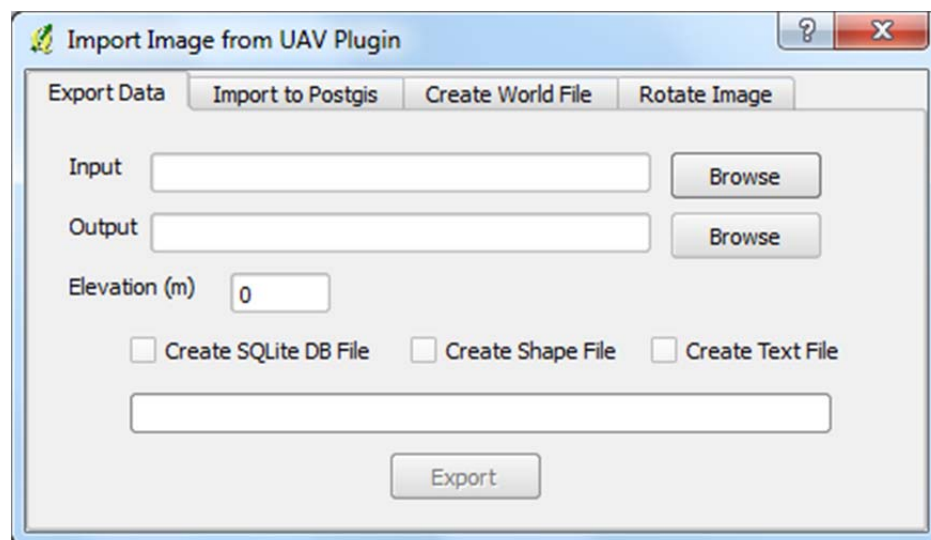 Import Image from UAV Plugin
?
X
Export Data
Import to Postgis
Create World File
Rotate Image
Input
Browse
Output
Browse
Elevation (m)
0
Create SQLite DB File
Create Shape File
Create Text File
Export